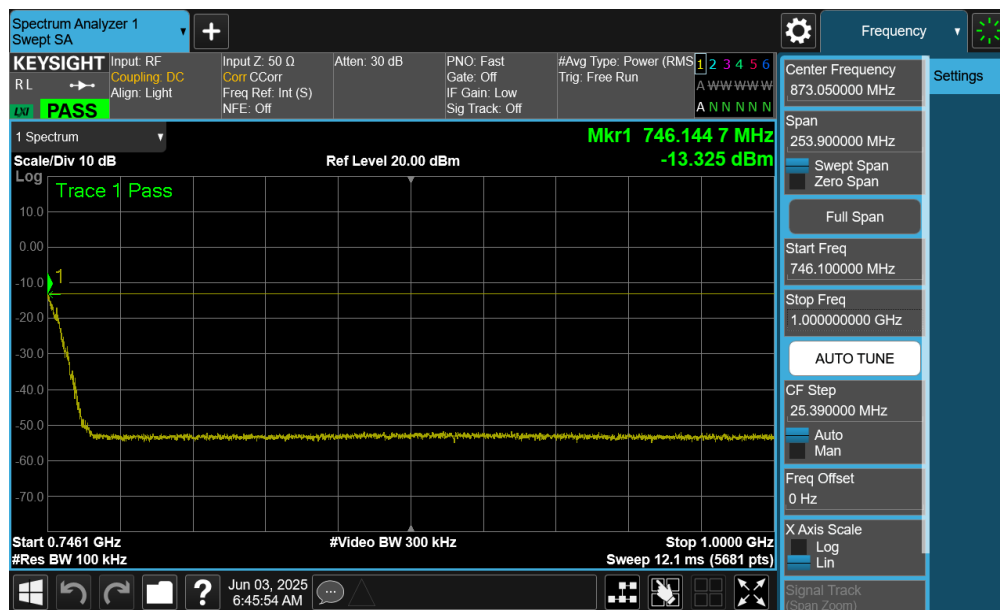 Spectrum Analyzer 1
Swept SA
+
Frequency
KEYSIGHT
R L
LXI PASS
Input: RF
Coupling: DC
Align: Light
Input Z: 50 Ω
Corr CCorr
Freq Ref: Int (S)
NFE: Off
Atten: 30 dB
PNO: Fast
Gate: Off
IF Gain: Low
Sig Track: Off
#Avg Type: Power (RMS
Trig: Free Run
1 2 3 4 5 6
A W W W W W
A N N N N N
1 Spectrum
Mkr1 746.144 7 MHz
-13.325 dBm
Scale/Div 10 dB
Ref Level 20.00 dBm
Log
Trace 1 Pass
10.0
0.00
-10.0
1
-20.0
-30.0
-40.0
-50.0
-60.0
-70.0
Start 0.7461 GHz
#Video BW 300 kHz
Stop 1.0000 GHz
#Res BW 100 kHz
Sweep 12.1 ms (5681 pts)
?
Jun 03, 2025
6:45:54 AM
Center Frequency
873.050000 MHz
Span
253.900000 MHz
Swept Span
Zero Span
Full Span
Start Freq
746.100000 MHz
Stop Freq
1.000000000 GHz
AUTO TUNE
CF Step
25.390000 MHz
Auto
Man
Freq Offset
0 Hz
X Axis Scale
Log
Lin
Signal Track
(Span Zoom)
Settings